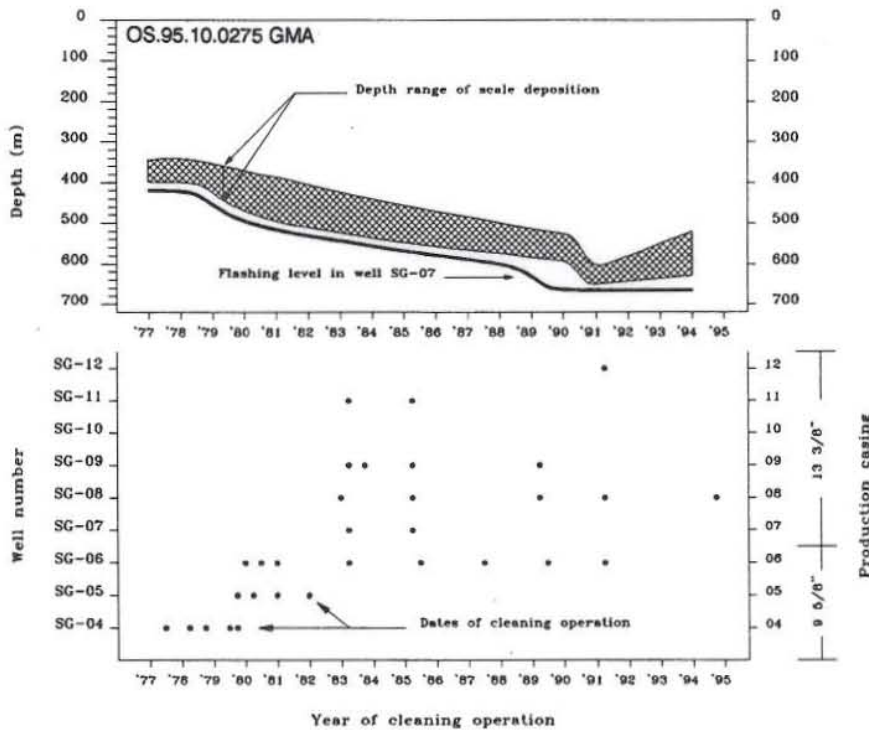 OS.95.10.0275 GMA
Depth range of scale deposition
Flashing level in well SG-07
Depth (m)
0
100
200
300
400
500
600
700
0
100
200
300
400
500
600
700
'77 '78 '79 '80 '81 '82 '83 '84 '85 '86 '87 '88 '89 '90 '91 '92 '93 '94 '95
Well number
SG-12
SG-11
SG-10
SG-09
SG-08
SG-07
SG-06
SG-05
SG-04
Dates of cleaning operation
12
11
10
09
08
07
06
05
04
13 3/8"
9 5/8"
Production casing
'77 '78 '79 '80 '81 '82 '83 '84 '85 '86 '87 '88 '89 '90 '91 '92 '93 '94 '95
Year of cleaning operation